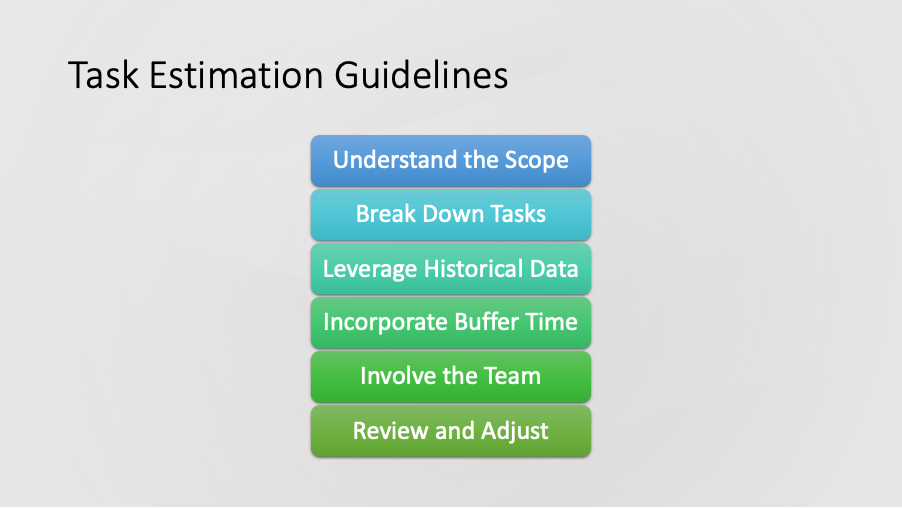 Task Estimation Guidelines
Understand the Scope
Break Down Tasks
Leverage Historical Data
Incorporate Buffer Time
Involve the Team
Review and Adjust